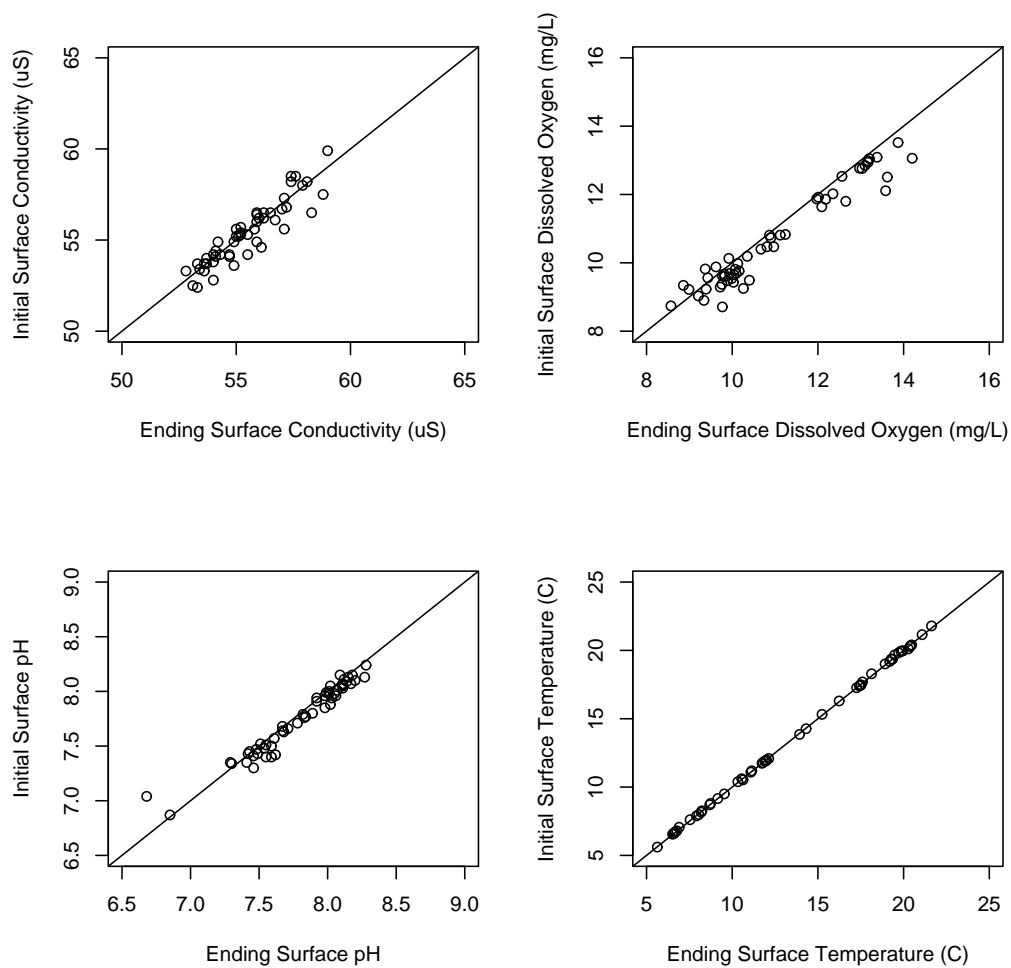 Initial Surface Conductivity (uS)
65
60
55
50
50 55 60 65
Ending Surface Conductivity (uS)
Initial Surface Dissolved Oxygen (mg/L)
16
14
12
10
8
8 10 12 14 16
Ending Surface Dissolved Oxygen (mg/L)
Initial Surface pH
9.0
8.5
8.0
7.5
7.0
6.5
6.5 7.0 7.5 8.0 8.5 9.0
Ending Surface pH
Initial Surface Temperature (C)
25
20
15
10
5
5 10 15 20 25
Ending Surface Temperature (C)